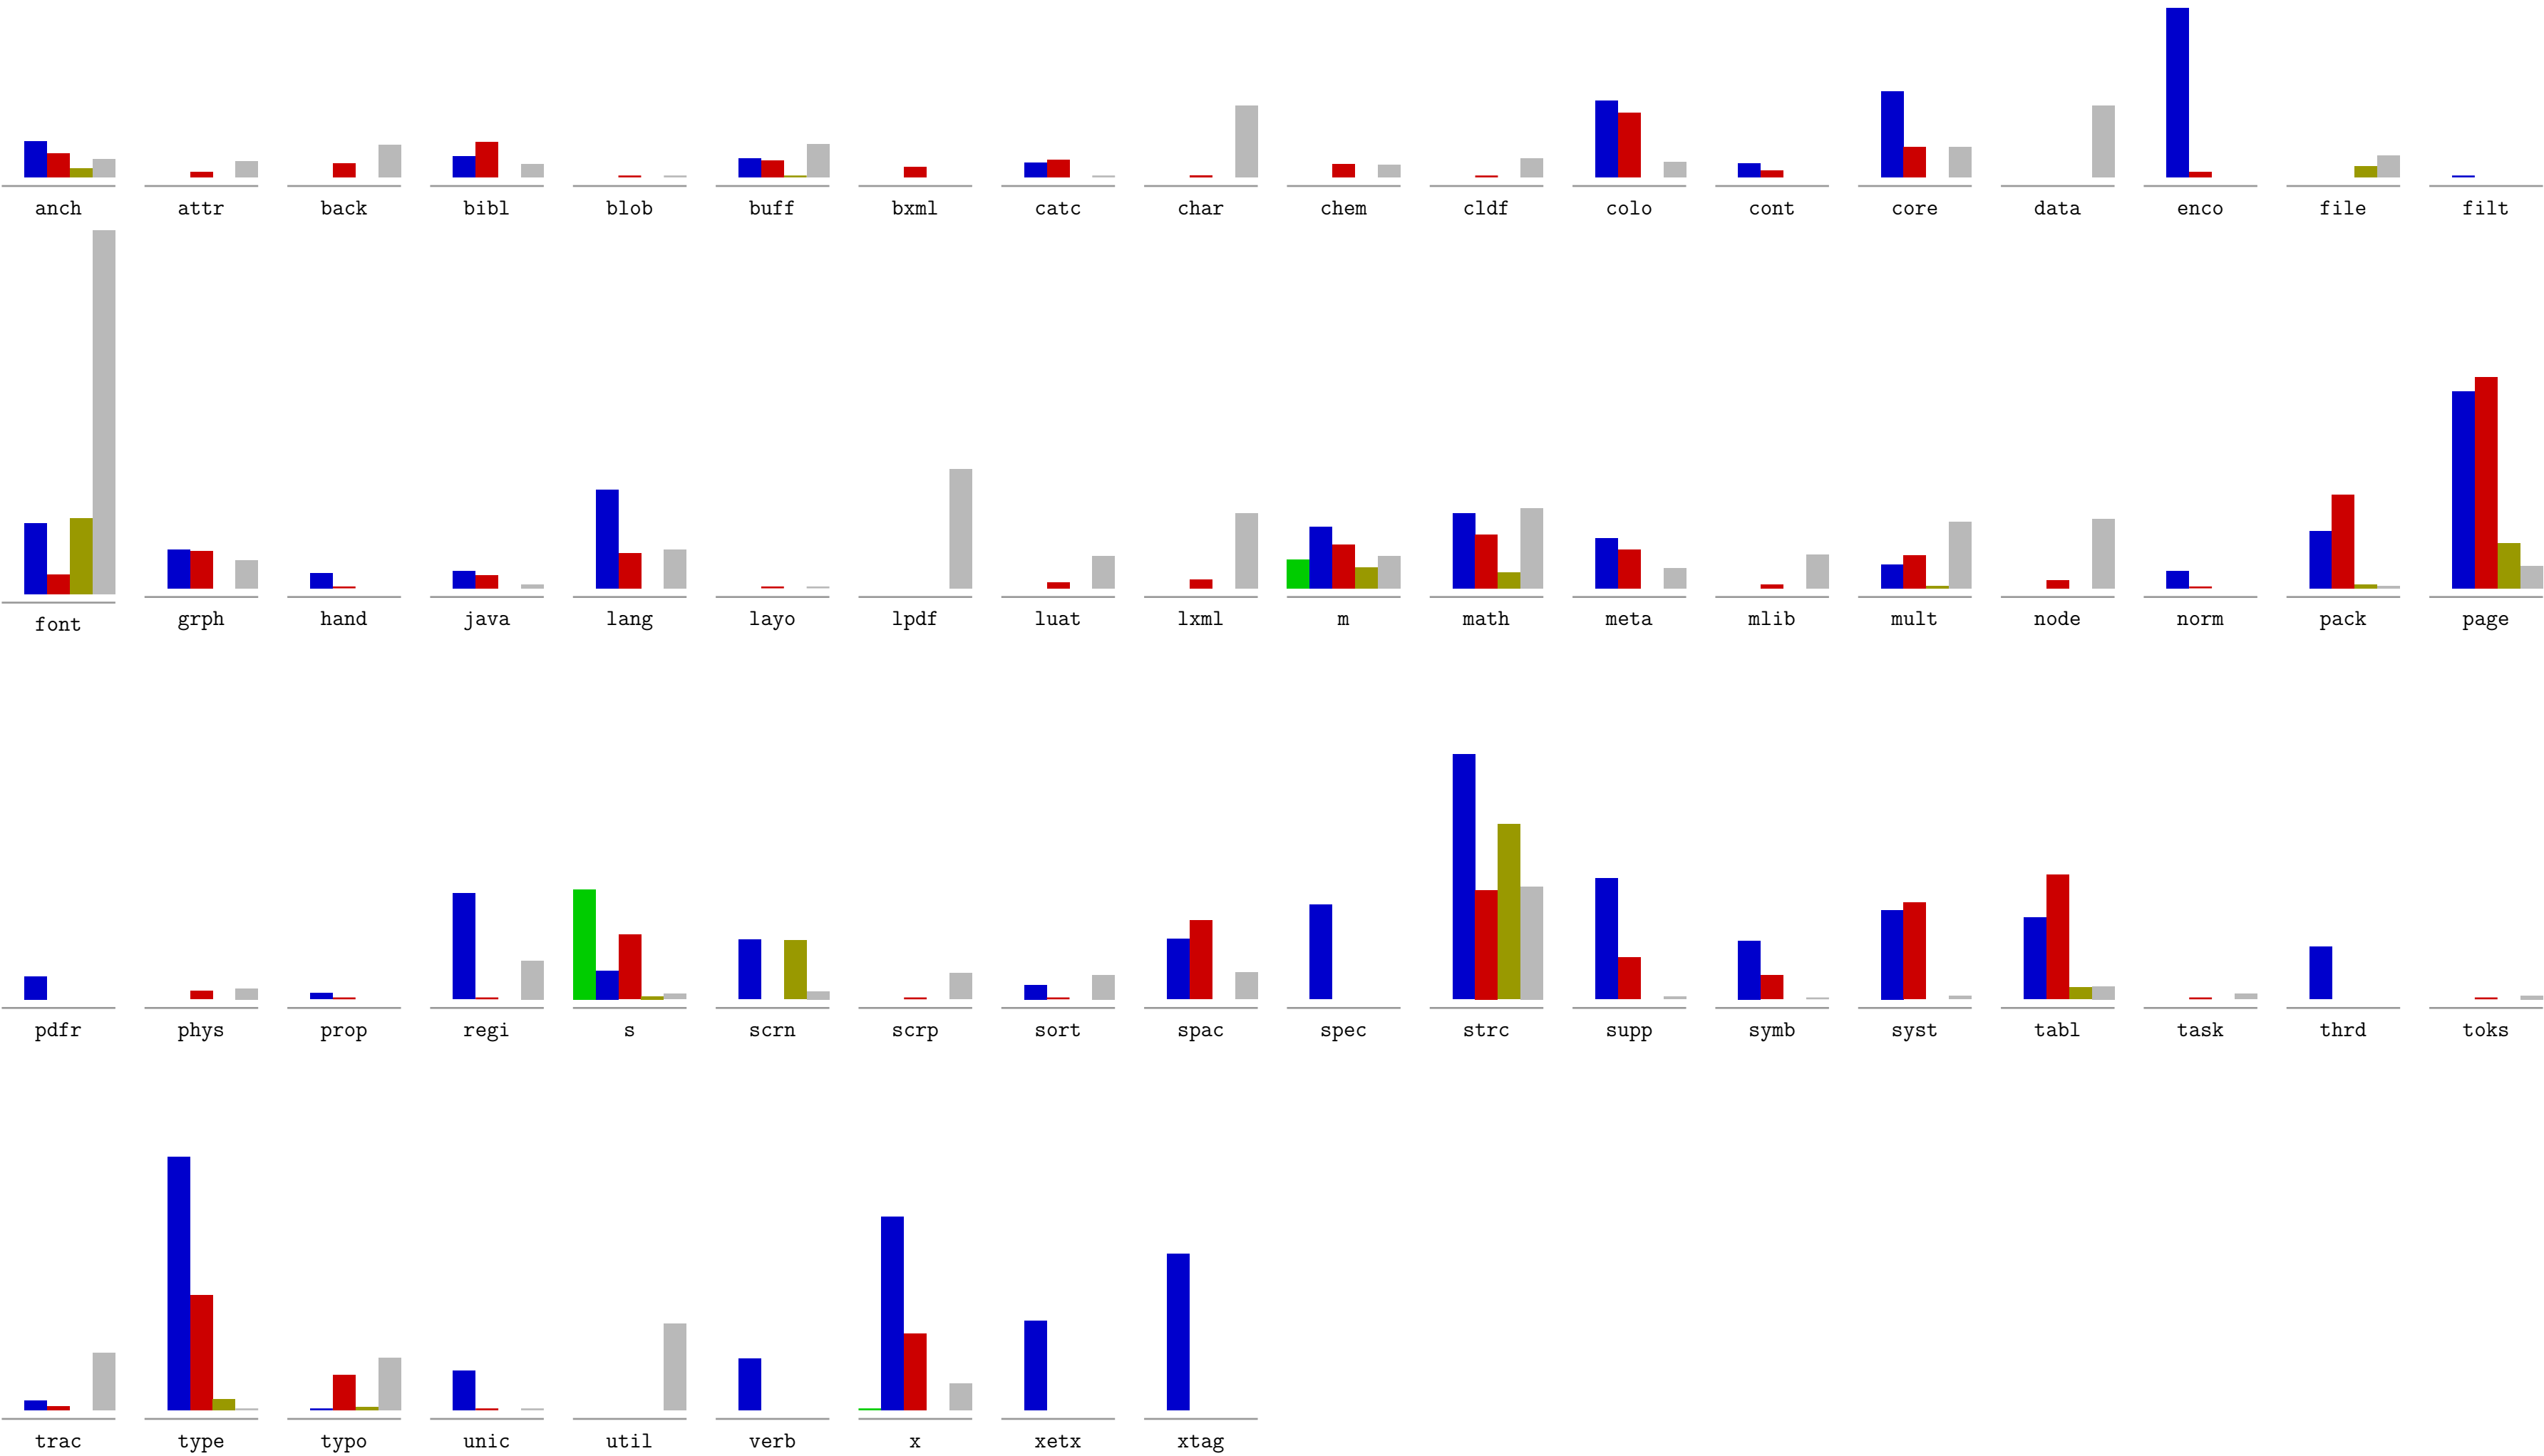 anch attr back bibl blob buff bxml catc char chem cldf colo cont core data enco file filt
font grph hand java lang layo lpdf luat lxml m math meta mlib mult node norm pack page
pdfr phys prop regi s scrn scrp sort spac spec strc supp symb syst tabl task thrd toks
trac type typo unic util verb x xetx xtag